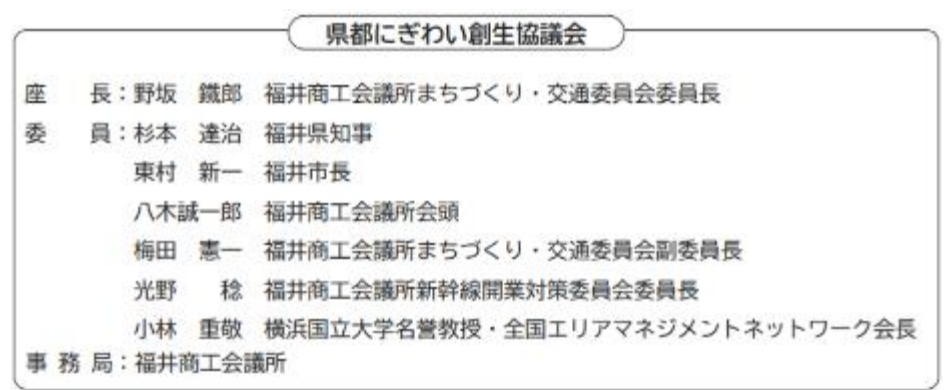 県都にぎわい創生協議会
座　長：野坂　鐵郎　福井商工会議所まちづくり・交通委員会委員長
委　員：杉本　達治　福井県知事
東村　新一　福井市長
八木誠一郎　福井商工会議所会頭
梅田　憲一　福井商工会議所まちづくり・交通委員会副委員長
光野　稔　福井商工会議所新幹線開業対策委員会委員長
小林　重敬　横浜国立大学名誉教授・全国エリアマネジメントネットワーク会長
事 務 局：福井商工会議所